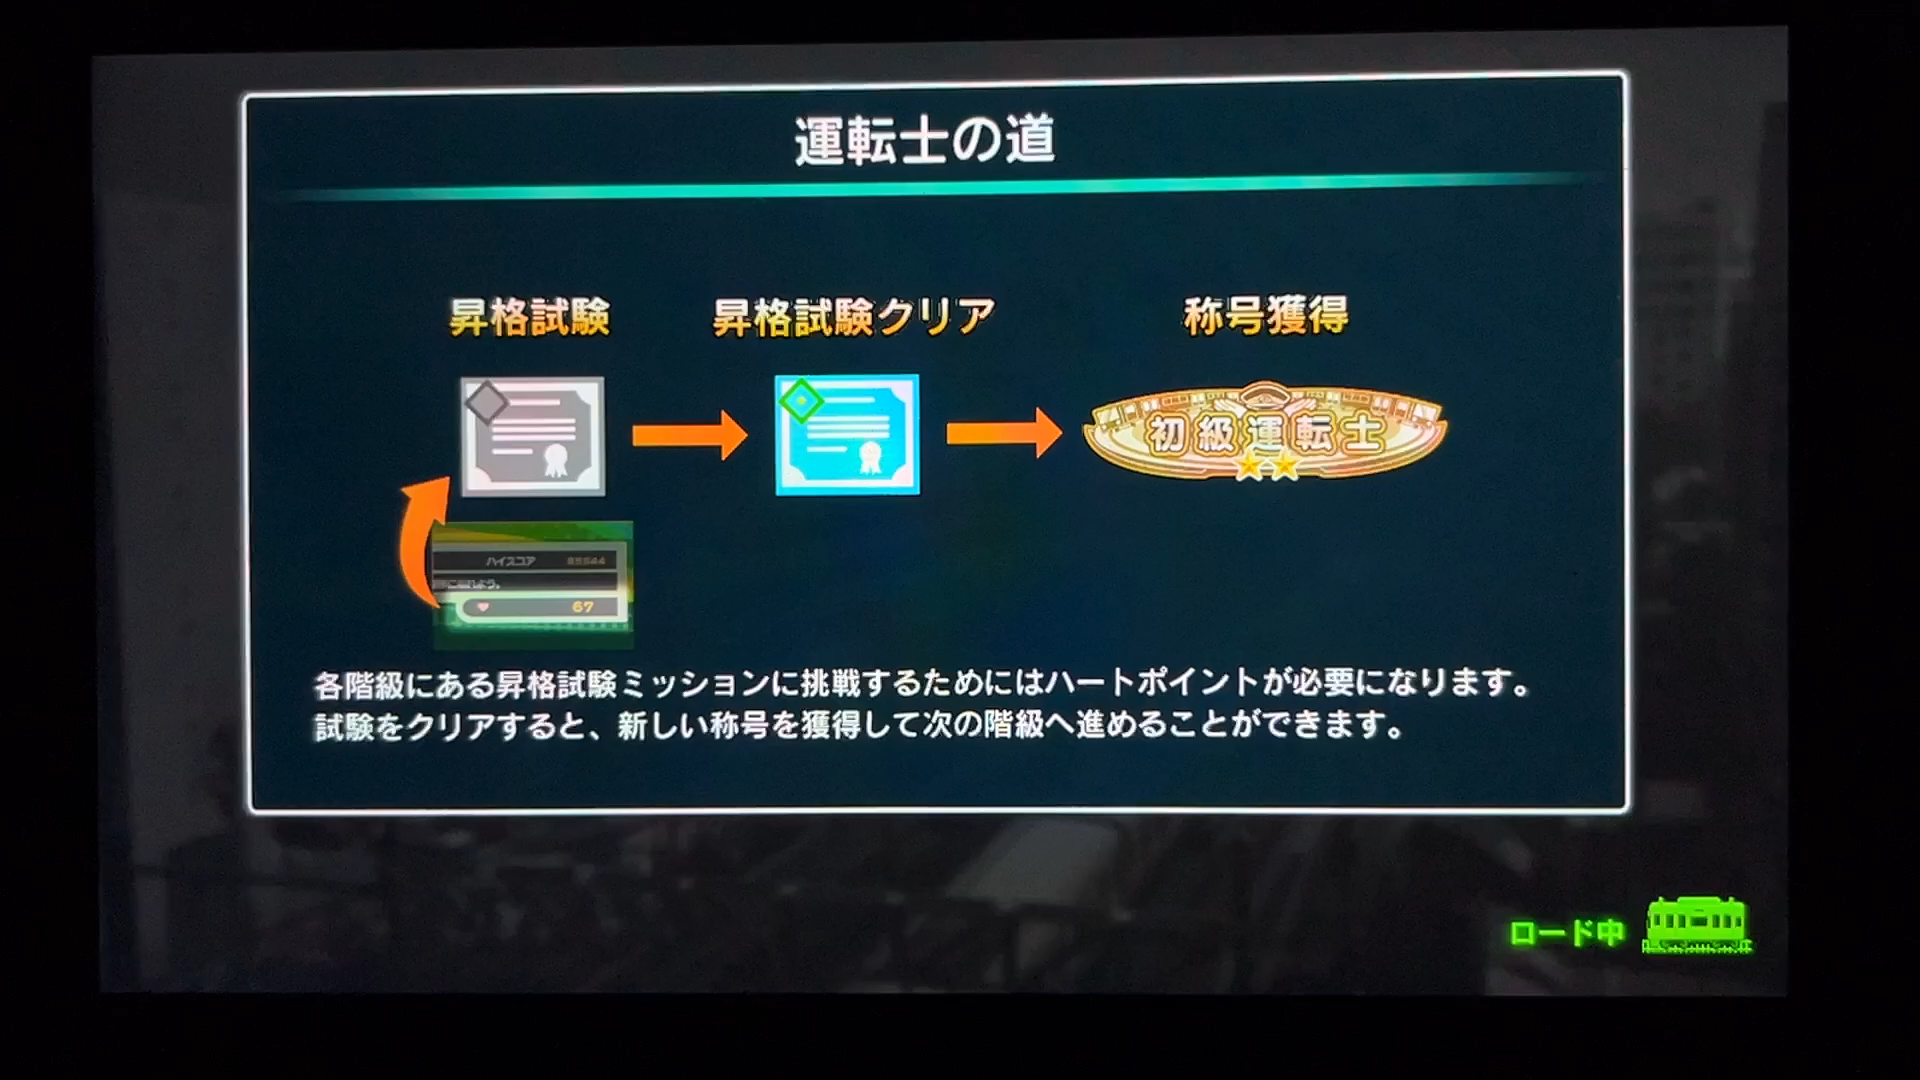 運転士の道
昇格試験
昇格試験クリア
称号獲得
初級運転士
ハイスコア
67
各階級にある昇格試験ミッションに挑戦するためにはハートポイントが必要になります。
試験をクリアすると、新しい称号を獲得して次の階級へ進めることができます。
ロード中